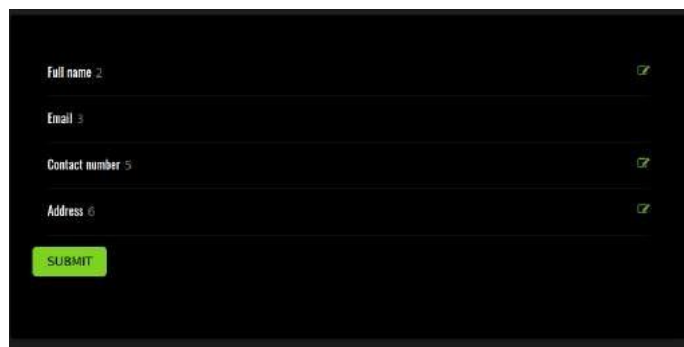 Full name 2
Email 3
Contact number 5
Address 6
SUBMIT